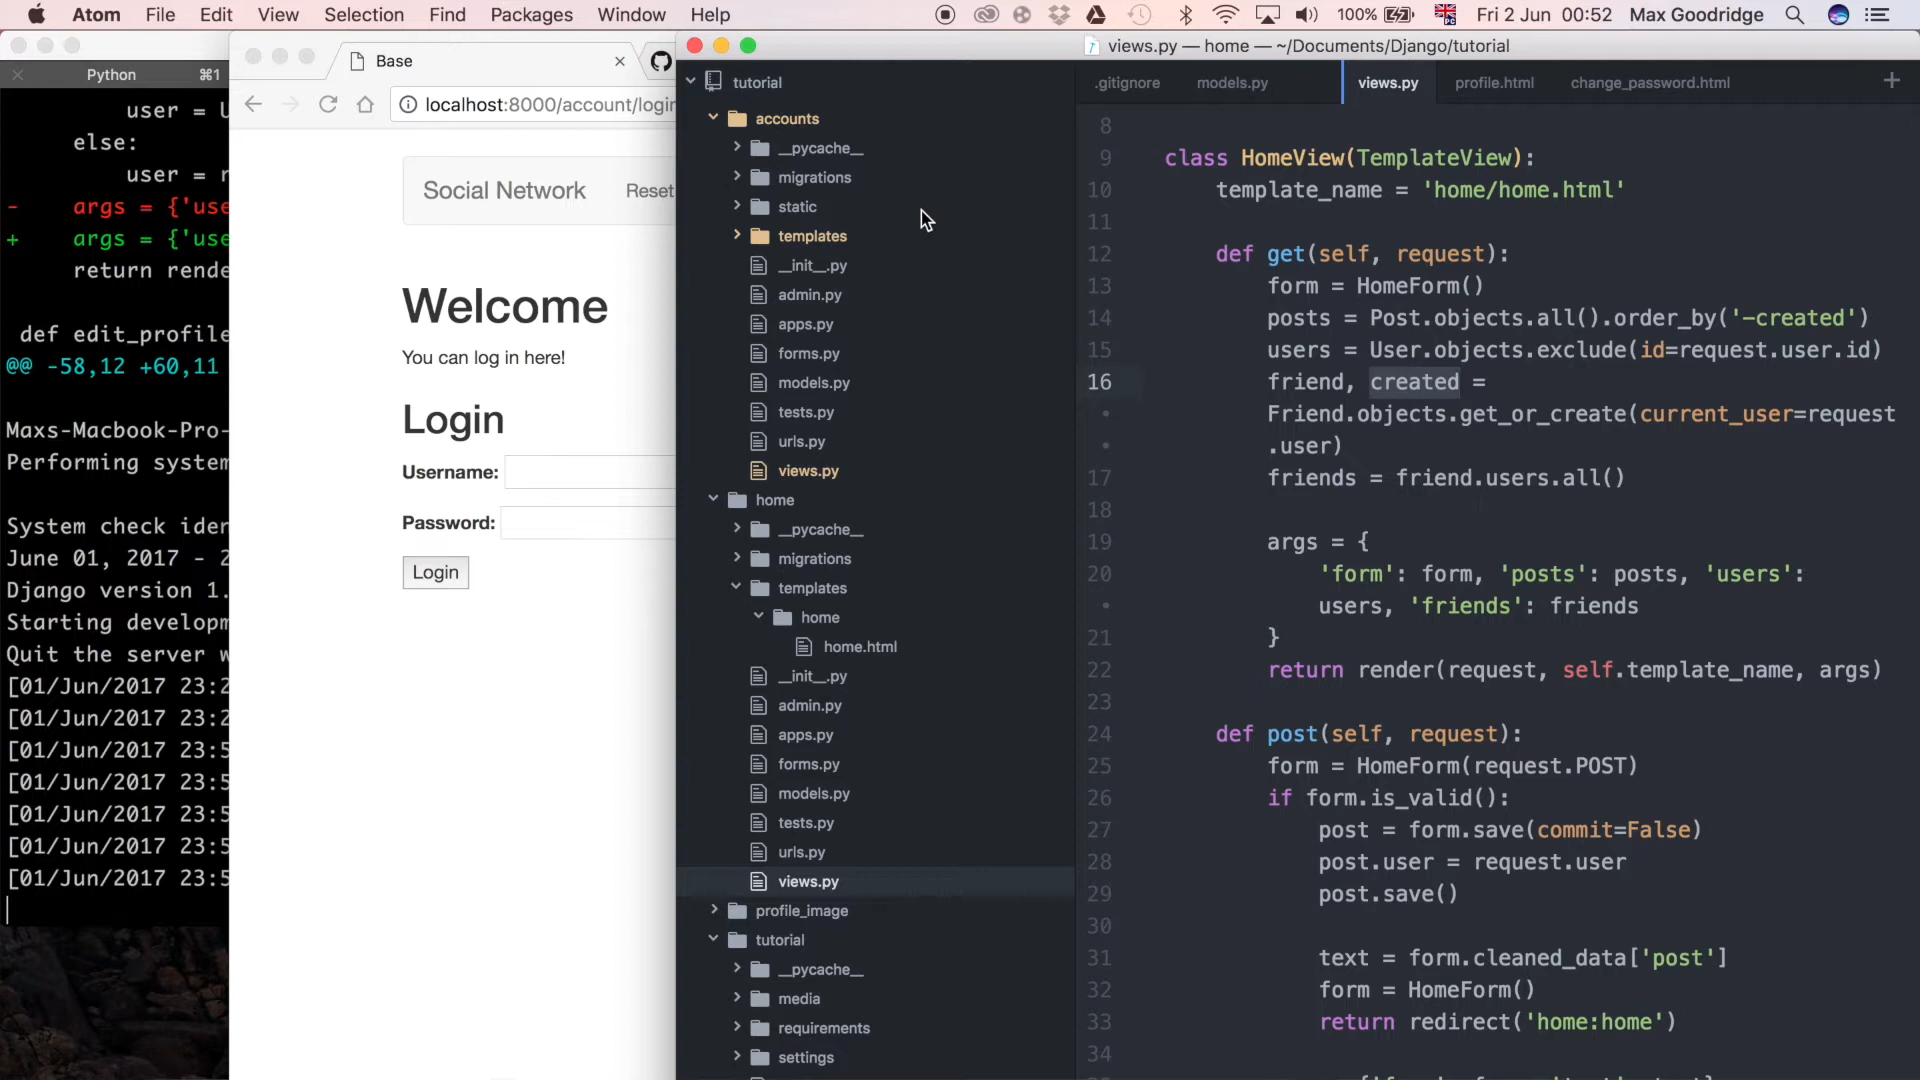 Atom File Edit View Selection Find Packages Window Help 100% Fri 2 Jun 00:52 Max Goodridge
Python ⌘1
user = U
else:
user = r
- args = {'use
+ args = {'use
return rende
def edit_profile
@@ -58,12 +60,11
Maxs-Macbook-Pro-
Performing system
System check iden
June 01, 2017 - 2
Django version 1.
Starting developm
Quit the server w
[01/Jun/2017 23:2
[01/Jun/2017 23:2
[01/Jun/2017 23:5
[01/Jun/2017 23:5
[01/Jun/2017 23:5
[01/Jun/2017 23:5
[01/Jun/2017 23:5
Base
localhost:8000/account/login
Social Network Reset
Welcome
You can log in here!
Login
Username:
Password:
Login
views.py — home — ~/Documents/Django/tutorial
tutorial
accounts
__pycache__
migrations
static
templates
__init__.py
admin.py
apps.py
forms.py
models.py
tests.py
urls.py
views.py
home
__pycache__
migrations
templates
home
home.html
__init__.py
admin.py
apps.py
forms.py
models.py
tests.py
urls.py
views.py
profile_image
tutorial
__pycache__
media
requirements
settings
.gitignore models.py views.py profile.html change_password.html
8
9 class HomeView(TemplateView):
10 template_name = 'home/home.html'
11
12 def get(self, request):
13 form = HomeForm()
14 posts = Post.objects.all().order_by('-created')
15 users = User.objects.exclude(id=request.user.id)
16 friend, created =
Friend.objects.get_or_create(current_user=request
.user)
17 friends = friend.users.all()
18
19 args = {
20 'form': form, 'posts': posts, 'users':
users, 'friends': friends
21 }
22 return render(request, self.template_name, args)
23
24 def post(self, request):
25 form = HomeForm(request.POST)
26 if form.is_valid():
27 post = form.save(commit=False)
28 post.user = request.user
29 post.save()
30
31 text = form.cleaned_data['post']
32 form = HomeForm()
33 return redirect('home:home')
34